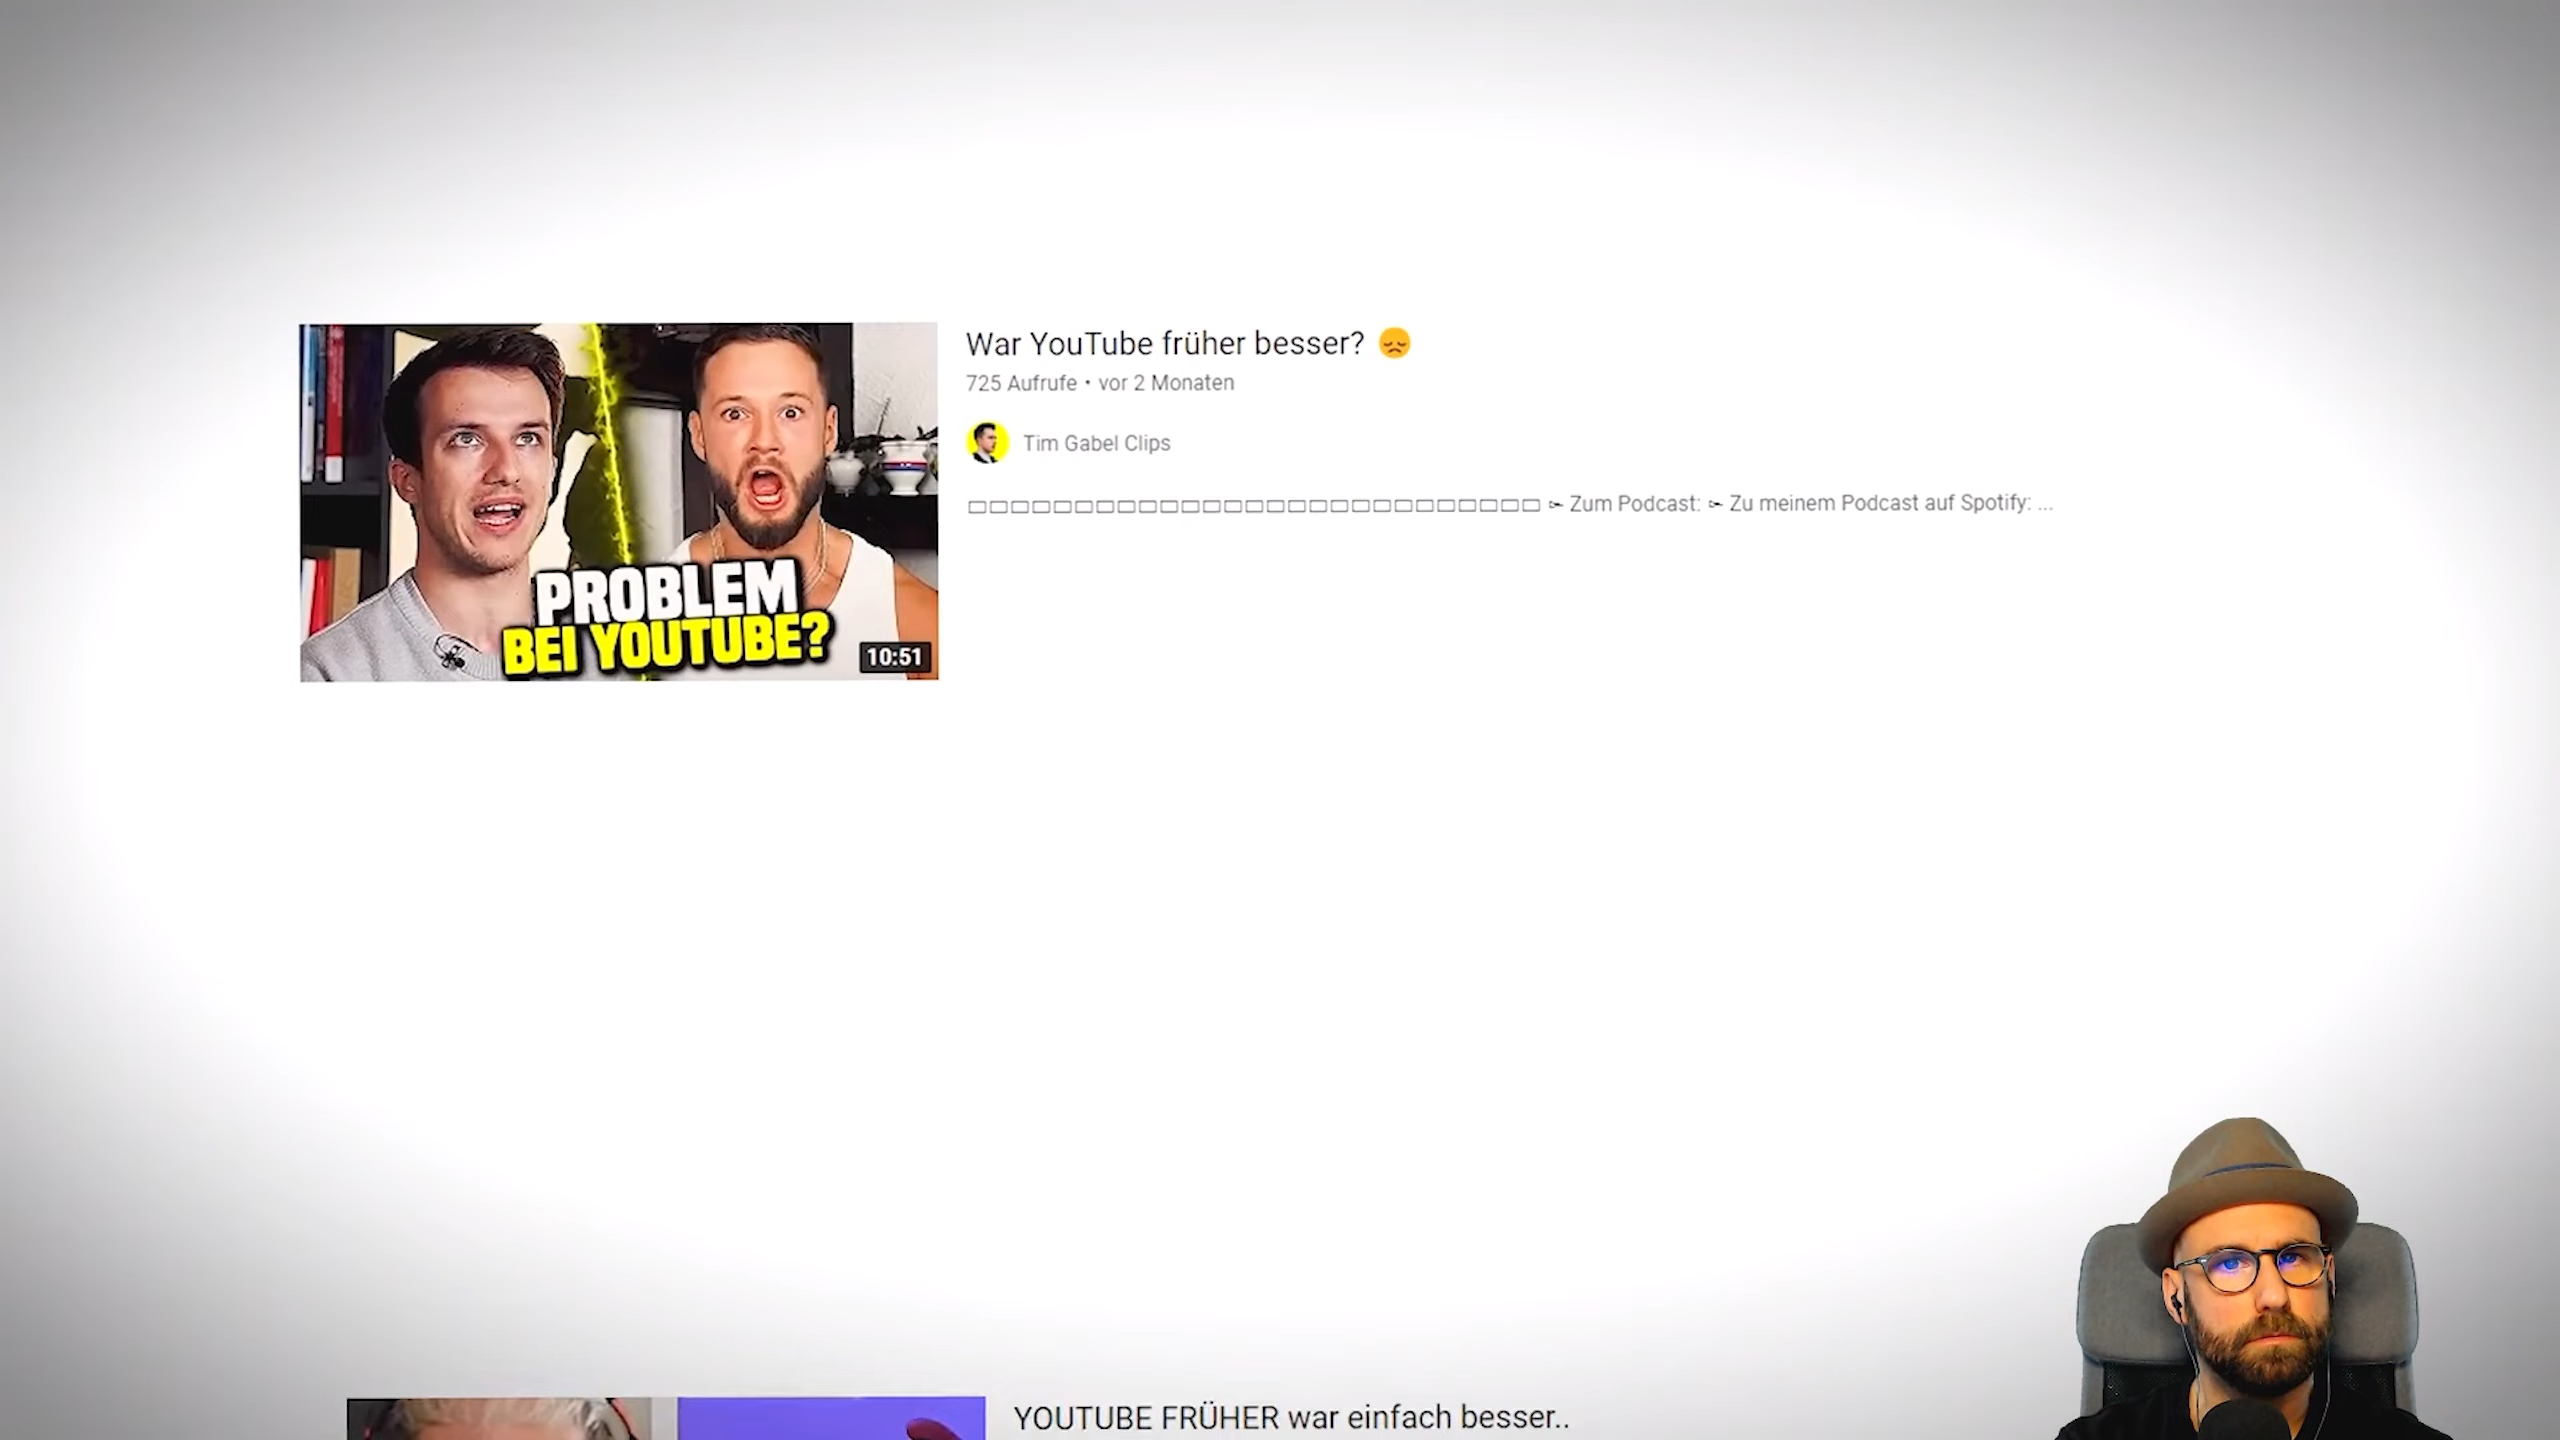 War YouTube früher besser? 😞
725 Aufrufe • vor 2 Monaten
Tim Gabel Clips
Zum Podcast: Zu meinem Podcast auf Spotify: ...
PROBLEM
BEI YOUTUBE?
10:51
YOUTUBE FRÜHER war einfach besser..